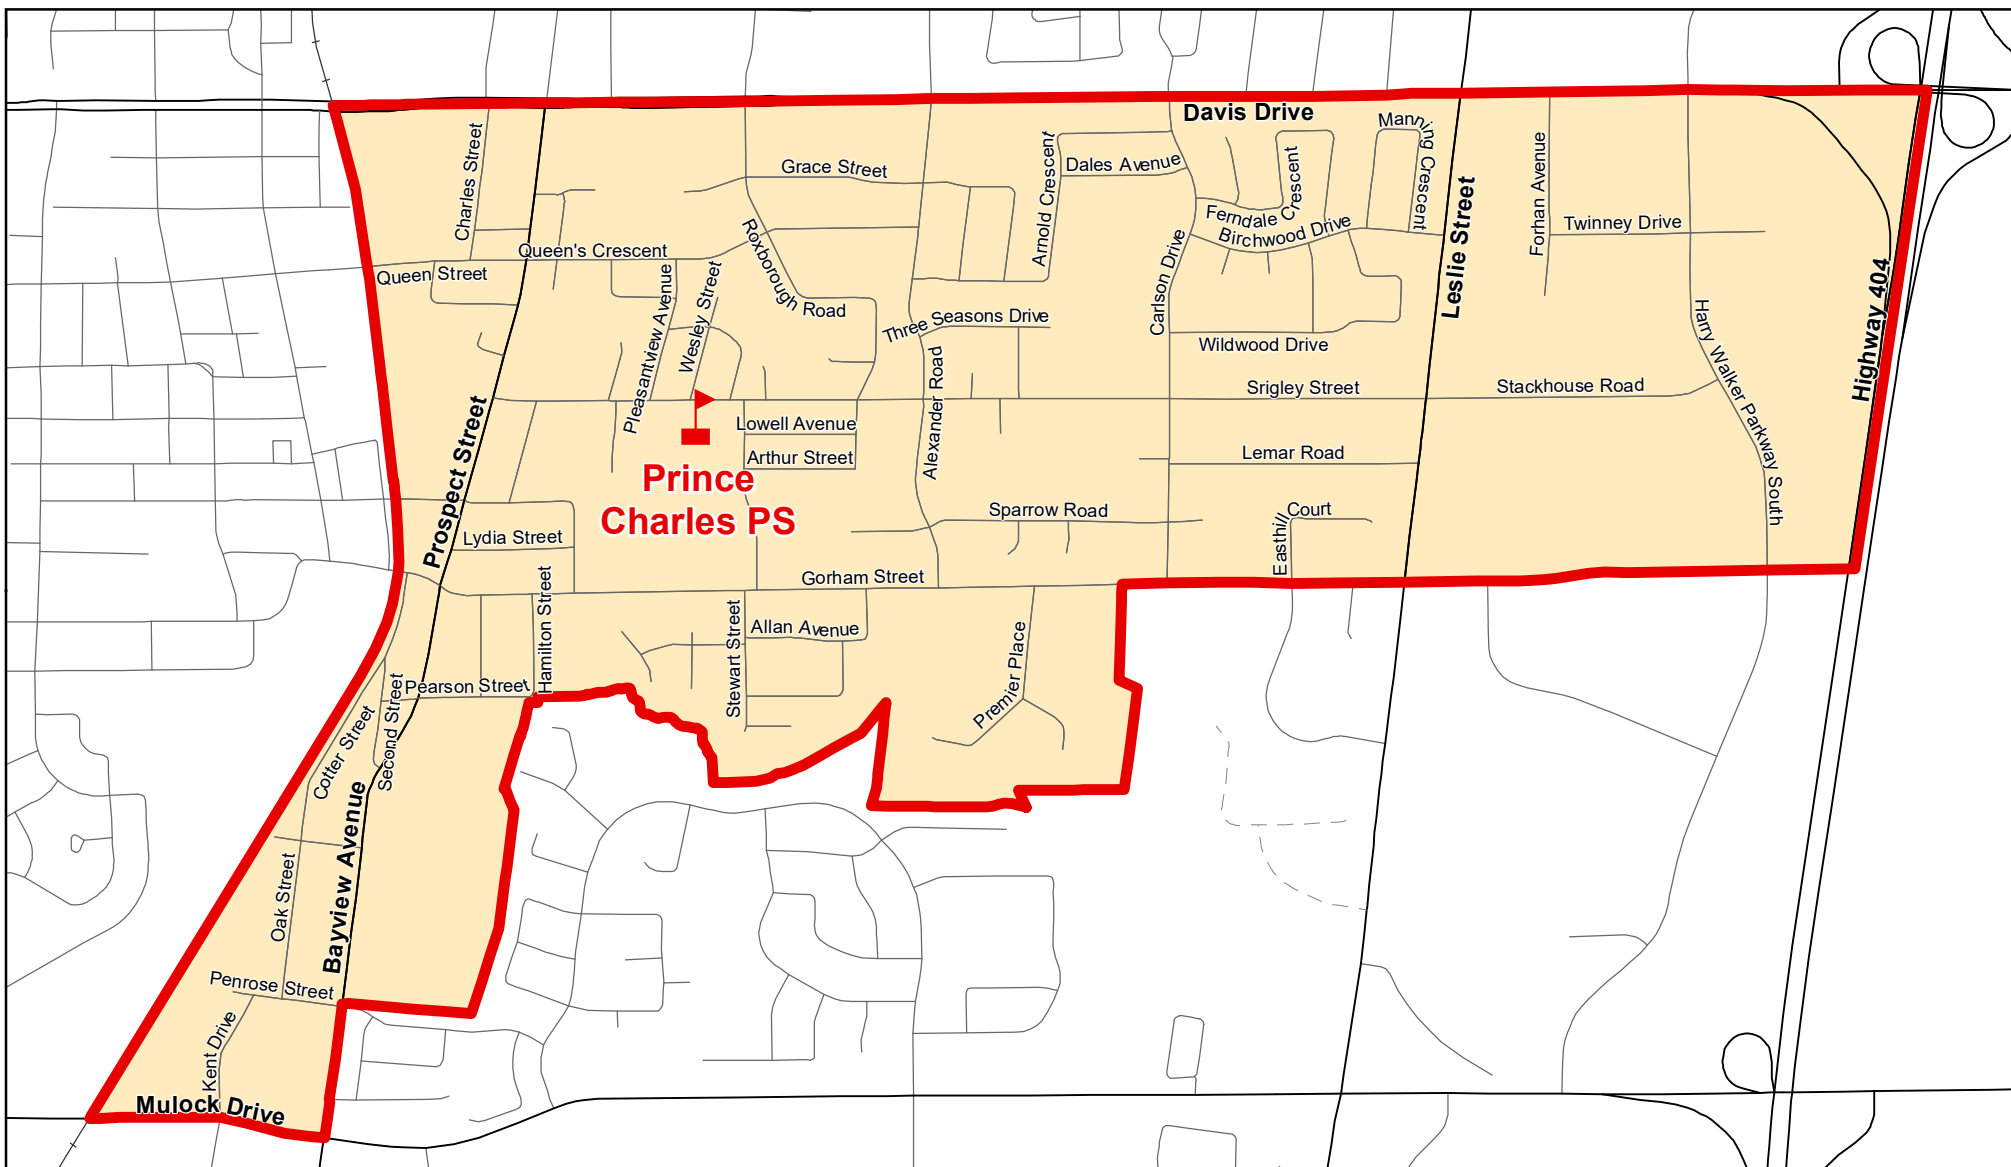 Davis Drive
Manning Crescent
Charles Street
Grace Street
Arnold Crescent
Dales Avenue
Ferndale Crescent
Birchwood Drive
Leslie Street
Forhan Avenue
Twinney Drive
Queen Street
Queen's Crescent
Pleasantview Avenue
Wesley Street
Roxborough Road
Three Seasons Drive
Carlson Drive
Wildwood Drive
Harry Walker Parkway South
Highway 404
Prospect Street
Srigley Street
Stackhouse Road
Lowell Avenue
Arthur Street
Alexander Road
Lemar Road
Prince
Charles PS
Sparrow Road
Easthill Court
Lydia Street
Gorham Street
Hamilton Street
Stewart Street
Allan Avenue
Premier Place
Pearson Street
Second Street
Cotter Street
Bayview Avenue
Oak Street
Penrose Street
Kent Drive
Mulock Drive